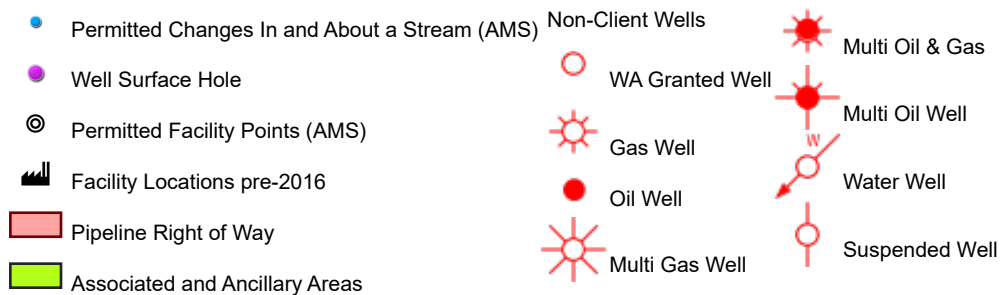 Permitted Changes In and About a Stream (AMS)
Well Surface Hole
Permitted Facility Points (AMS)
Facility Locations pre-2016
Pipeline Right of Way
Associated and Ancillary Areas
Non-Client Wells
WA Granted Well
Gas Well
Oil Well
Multi Gas Well
Multi Oil & Gas
Multi Oil Well
W
Water Well
Suspended Well